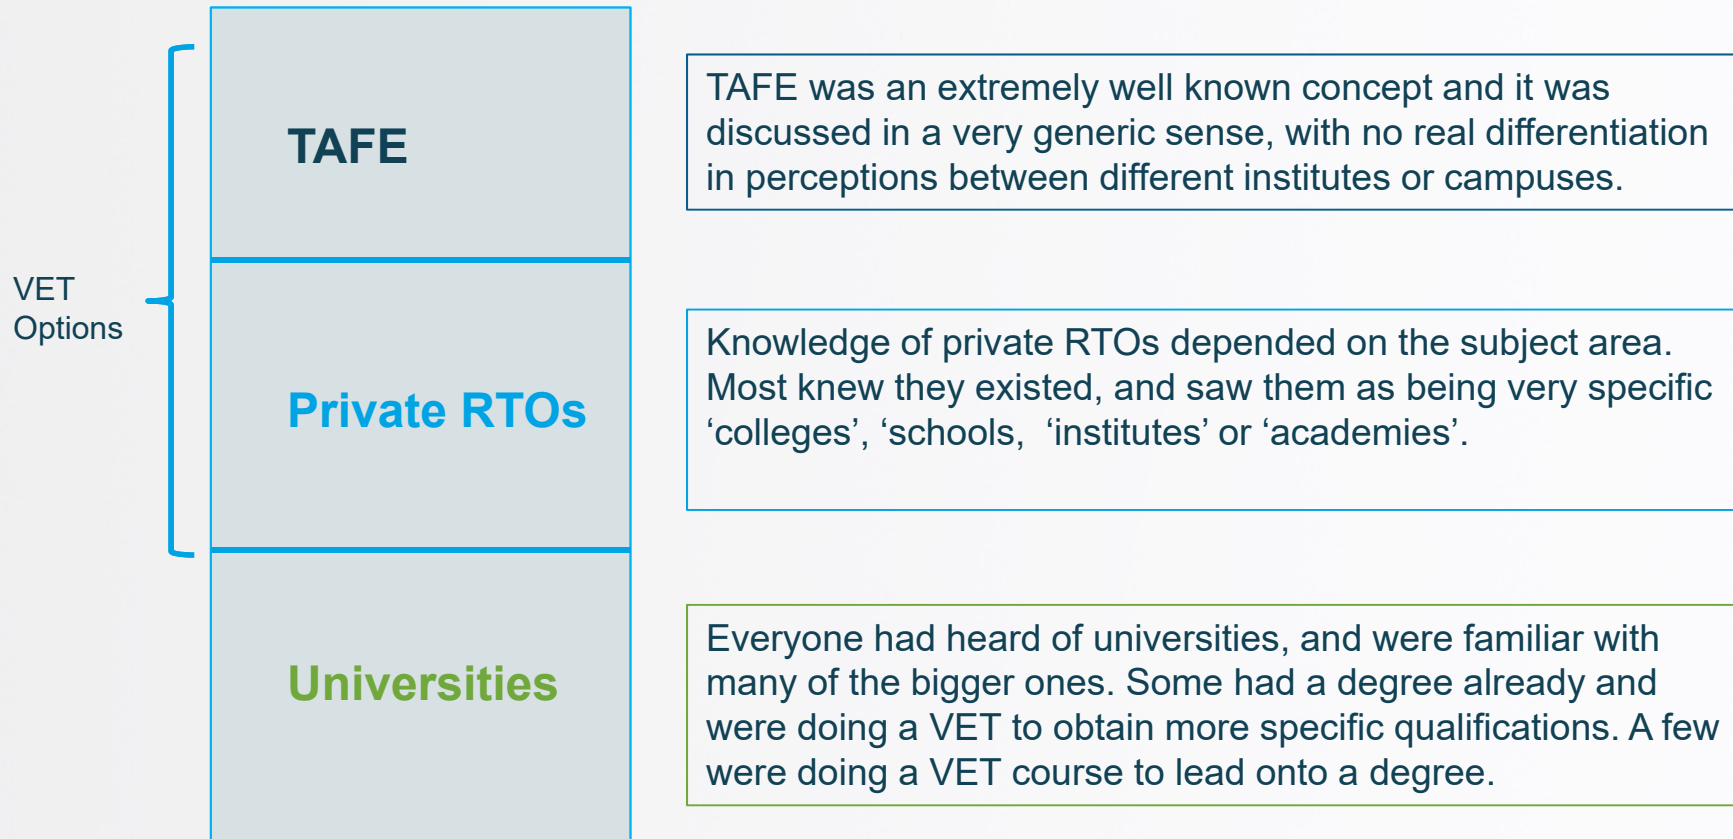 VET
Options
TAFE
TAFE was an extremely well known concept and it was
discussed in a very generic sense, with no real differentiation
in perceptions between different institutes or campuses.
Private RTOs
Knowledge of private RTOs depended on the subject area.
Most knew they existed, and saw them as being very specific
‘colleges’, ‘schools,  ‘institutes’ or ‘academies’.
Universities
Everyone had heard of universities, and were familiar with
many of the bigger ones. Some had a degree already and
were doing a VET to obtain more specific qualifications. A few
were doing a VET course to lead onto a degree.